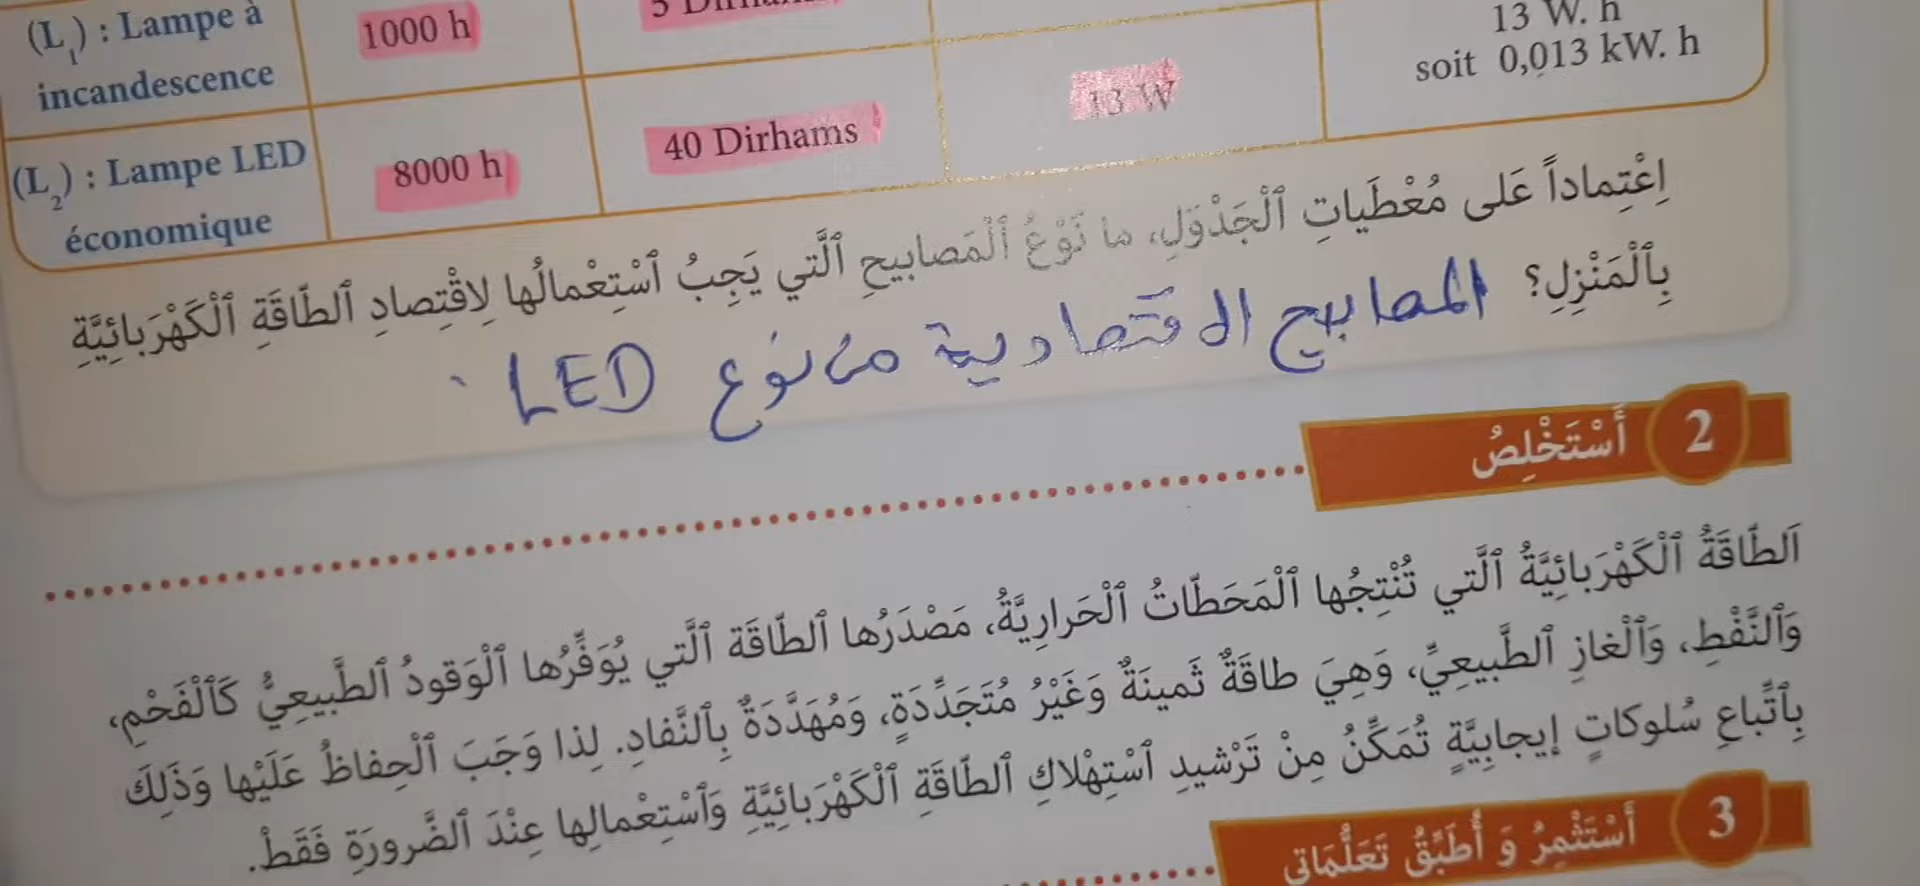 (L₁) : Lampe à
incandescence
1000 h
13 W. h
soit 0,013 kW. h
(L₂) : Lampe LED
économique
8000 h
40 Dirhams
13 W
اِعْتِماداً عَلى مُعْطَياتِ ٱلْجَدْوَلِ، ما نَوْعُ ٱلْمَصابيحِ ٱلَّتي يَجِبُ ٱسْتِعْمالُها لِاقْتِصادِ ٱلطّاقَةِ ٱلْكَهْرَبائِيَّةِ
بِٱلْمَنْزِلِ؟ المصابيح الاقتصادية من نوع LED.
2 أَسْتَخْلِصُ
اَلطّاقَةُ ٱلْكَهْرَبائِيَّةُ ٱلَّتي تُنْتِجُها ٱلْمَحَطّاتُ ٱلْحَرارِيَّةُ، مَصْدَرُها ٱلطّاقَة ٱلَّتي يُوَفِّرُها ٱلْوَقودُ ٱلطَّبيعِيُّ كَٱلْفَحْمِ،
وَٱلنَّفْطِ، وَٱلْغازِ ٱلطَّبيعِيِّ، وَهِيَ طاقَةٌ ثَمينَةٌ وَغَيْرُ مُتَجَدِّدَةٍ، وَمُهَدَّدَةٌ بِٱلنَّفادِ. لِذا وَجَبَ ٱلْحِفاظُ عَلَيْها وَذَلِكَ
بِٱتِّباعِ سُلوكاتٍ إيجابِيَّةٍ تُمَكِّنُ مِنْ تَرْشيدِ ٱسْتِهْلاكِ ٱلطّاقَةِ ٱلْكَهْرَبائِيَّةِ وَٱسْتِعْمالِها عِنْدَ ٱلضَّرورَةِ فَقَطْ.
3 أَسْتَثْمِرُ وَ أُطَبِّقُ تَعَلُّمَاتي